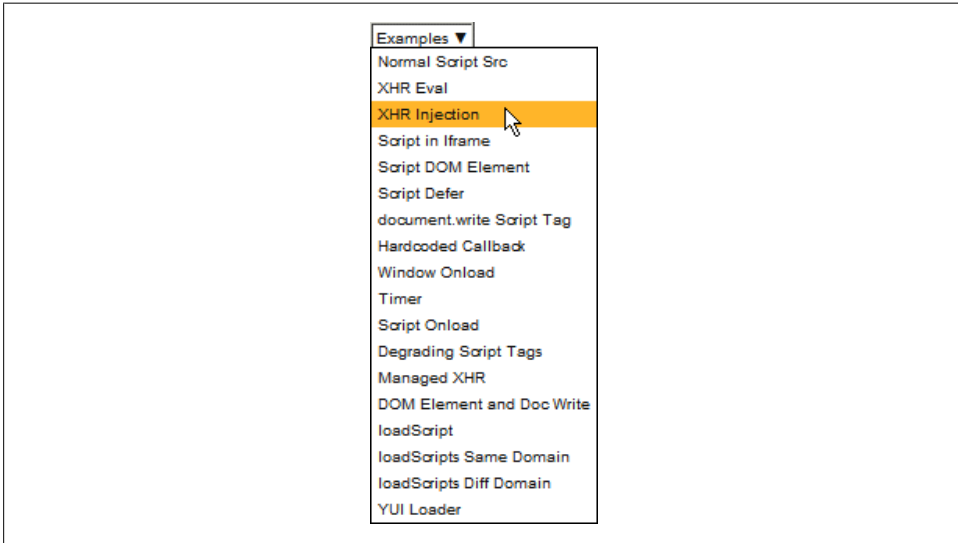 Examples ▼
Normal Script Src
XHR Eval
XHR Injection
Script in Iframe
Script DOM Element
Script Defer
document.write Script Tag
Hardcoded Callback
Window Onload
Timer
Script Onload
Degrading Script Tags
Managed XHR
DOM Element and Doc Write
loadScript
loadScripts Same Domain
loadScripts Diff Domain
YUI Loader